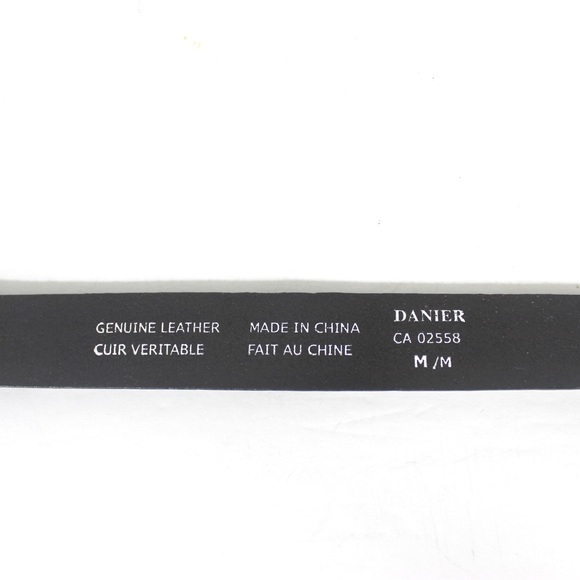 GENUINE LEATHER
CUIR VERITABLE
MADE IN CHINA
FAIT AU CHINE
DANIER
CA 02558
M /M